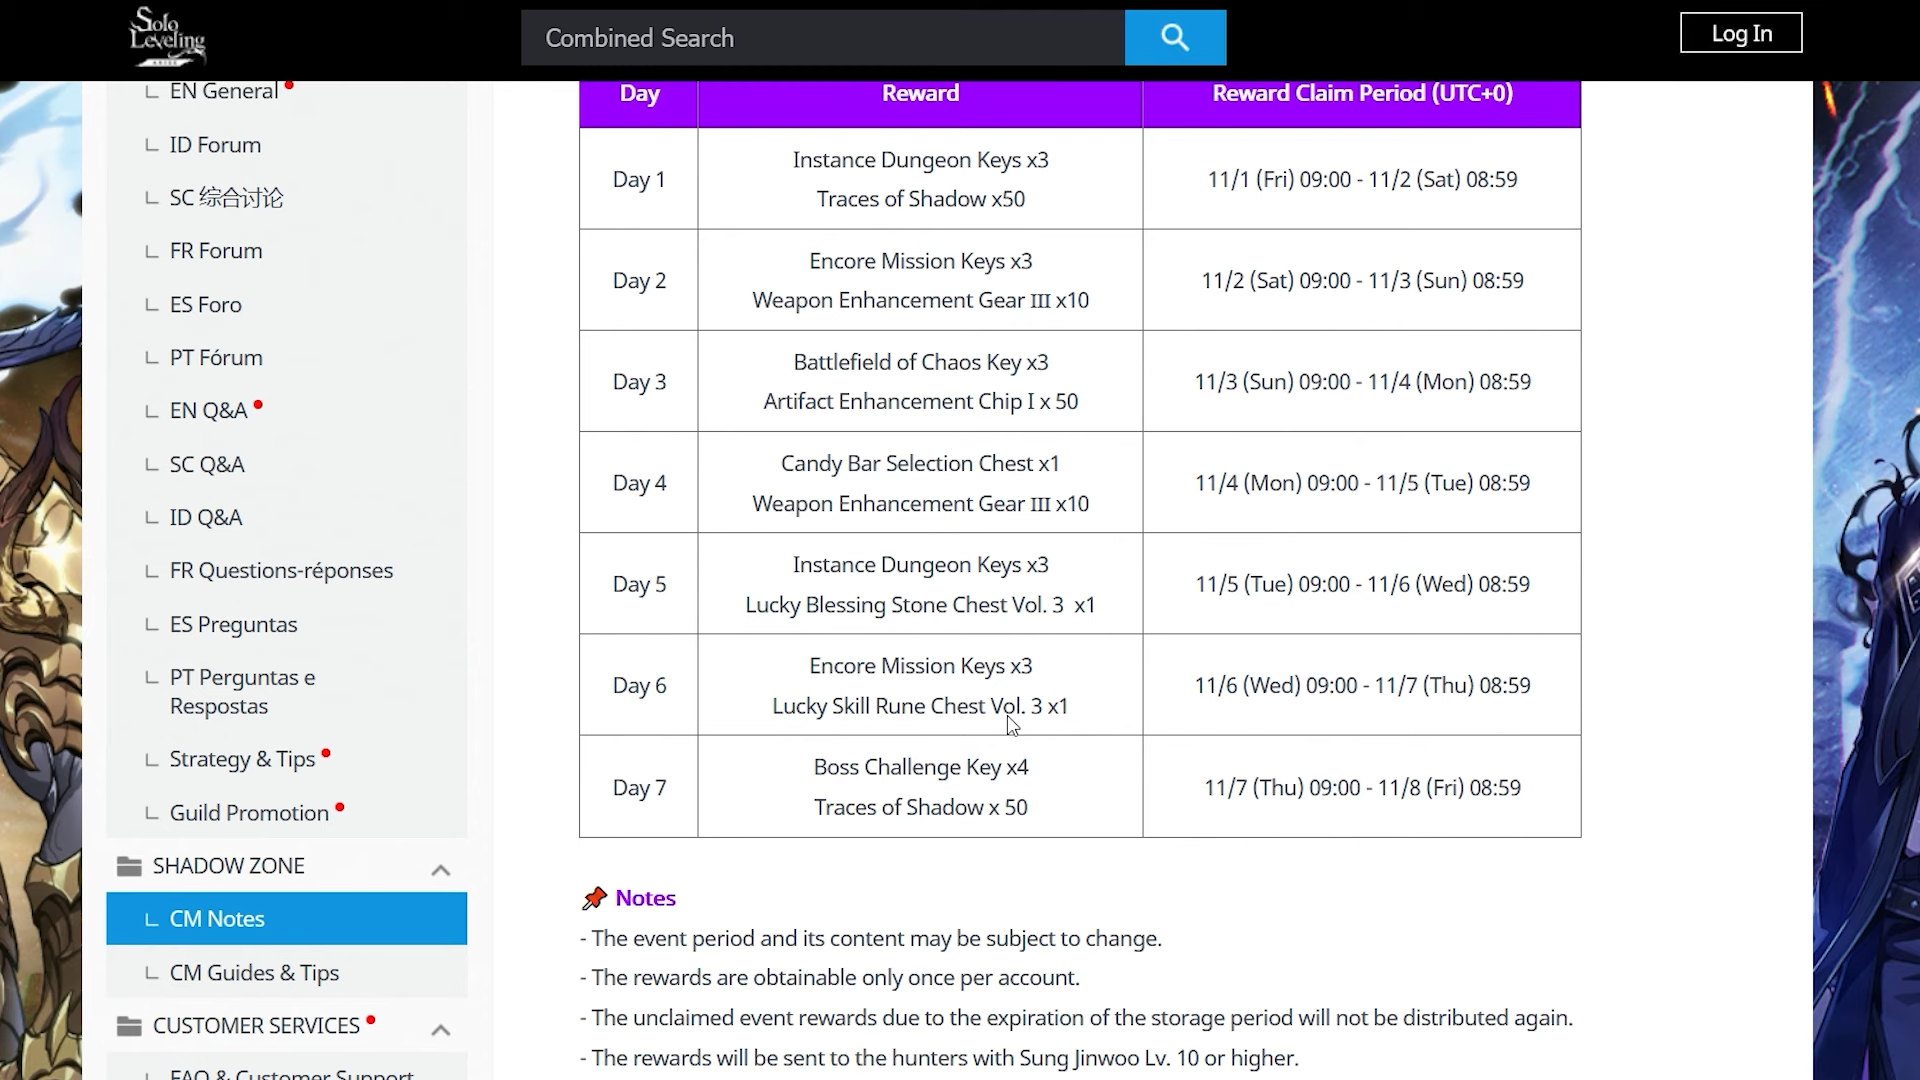 Solo
Leveling
Combined Search
Log In
EN General
ID Forum
SC 综合讨论
FR Forum
ES Foro
PT Fórum
EN Q&A
SC Q&A
ID Q&A
FR Questions-réponses
ES Preguntas
PT Perguntas e
Respostas
Strategy & Tips
Guild Promotion
SHADOW ZONE
CM Notes
CM Guides & Tips
CUSTOMER SERVICES
FAQ & Customer Support
Day Reward Reward Claim Period (UTC+0)
Day 1
Instance Dungeon Keys x3
Traces of Shadow x50
11/1 (Fri) 09:00 - 11/2 (Sat) 08:59
Day 2
Encore Mission Keys x3
Weapon Enhancement Gear III x10
11/2 (Sat) 09:00 - 11/3 (Sun) 08:59
Day 3
Battlefield of Chaos Key x3
Artifact Enhancement Chip I x 50
11/3 (Sun) 09:00 - 11/4 (Mon) 08:59
Day 4
Candy Bar Selection Chest x1
Weapon Enhancement Gear III x10
11/4 (Mon) 09:00 - 11/5 (Tue) 08:59
Day 5
Instance Dungeon Keys x3
Lucky Blessing Stone Chest Vol. 3 x1
11/5 (Tue) 09:00 - 11/6 (Wed) 08:59
Day 6
Encore Mission Keys x3
Lucky Skill Rune Chest Vol. 3 x1
11/6 (Wed) 09:00 - 11/7 (Thu) 08:59
Day 7
Boss Challenge Key x4
Traces of Shadow x 50
11/7 (Thu) 09:00 - 11/8 (Fri) 08:59
Notes
- The event period and its content may be subject to change.
- The rewards are obtainable only once per account.
- The unclaimed event rewards due to the expiration of the storage period will not be distributed again.
- The rewards will be sent to the hunters with Sung Jinwoo Lv. 10 or higher.